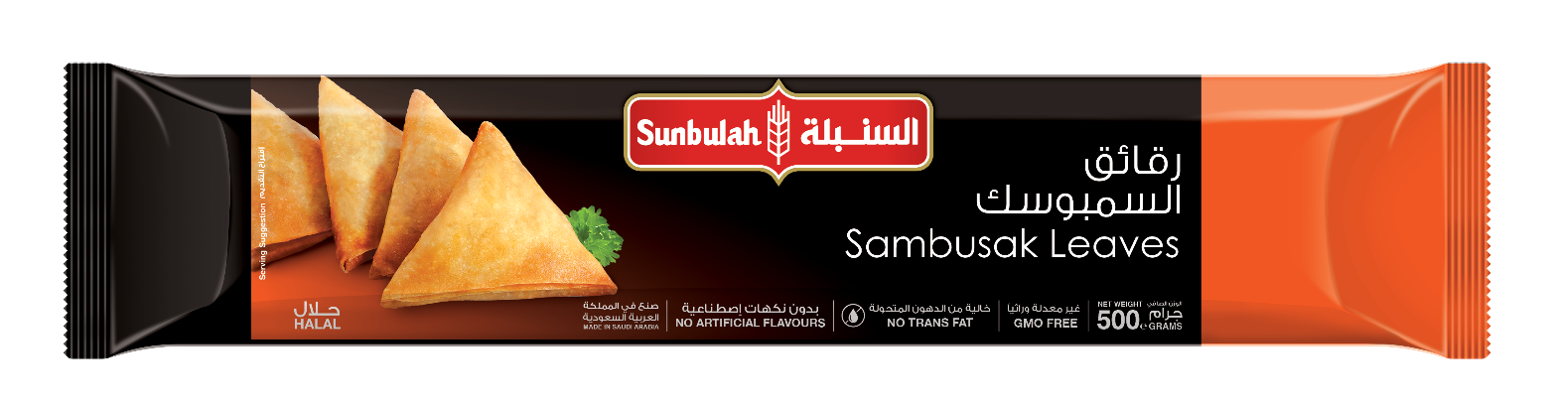 Sunbulah السنبلة
رقائق
السمبوسك
Sambusak Leaves
Serving Suggestion اقتراح التقديم
حلال
HALAL
صنع في المملكة
العربية السعودية
MADE IN SAUDI ARABIA
بدون نكهات إصطناعية
NO ARTIFICIAL FLAVOURS
خالية من الدهون المتحولة
NO TRANS FAT
غير معدلة وراثيا
GMO FREE
NET WEIGHT الوزن الصافي
500 e جرام
GRAMS